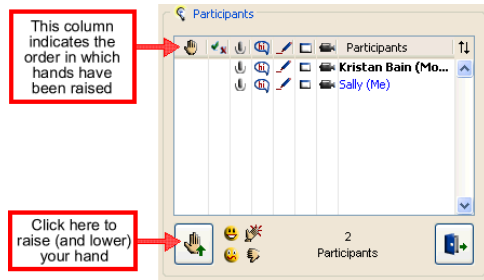 This column
indicates the
order in which
hands have
been raised
Participants
Participants
Kristan Bain (Mo...
Sally (Me)
Click here to
raise (and lower)
your hand
2
Participants